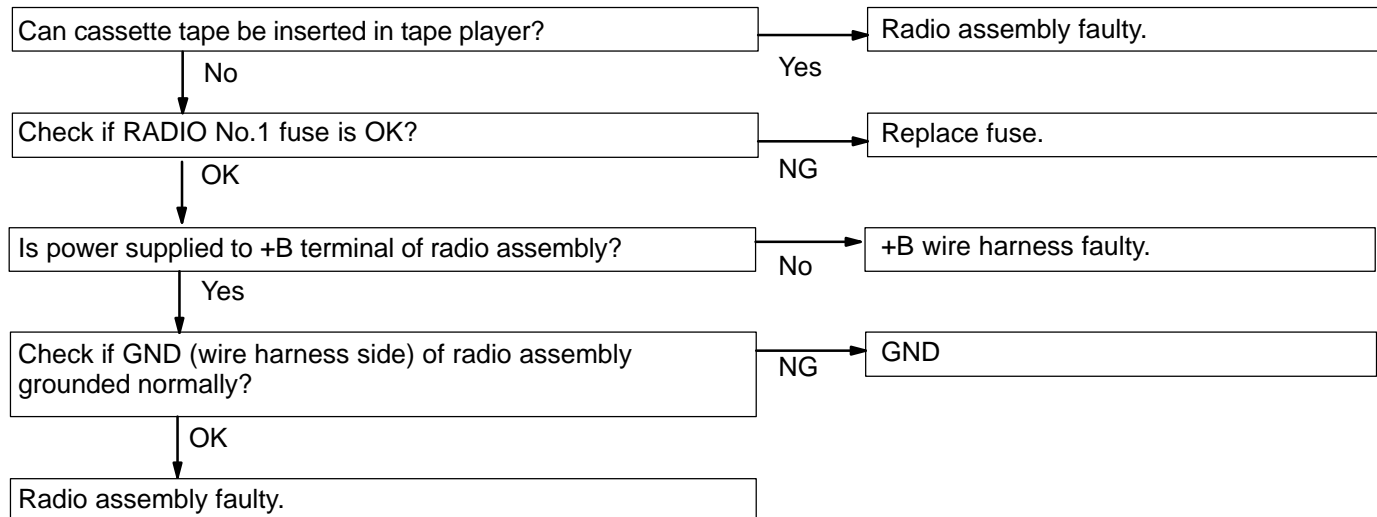 Can cassette tape be inserted in tape player?
Radio assembly faulty.
Yes
No
Check if RADIO No.1 fuse is OK?
Replace fuse.
NG
OK
Is power supplied to +B terminal of radio assembly?
+B wire harness faulty.
No
Yes
Check if GND (wire harness side) of radio assembly
grounded normally?
GND
NG
OK
Radio assembly faulty.